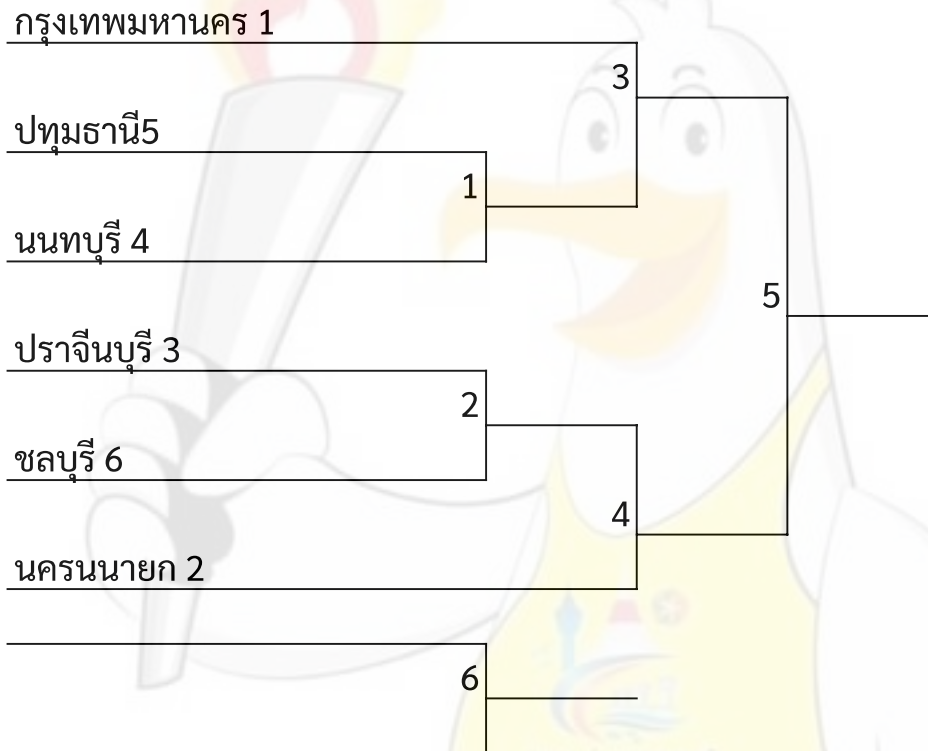 กรุงเทพมหานคร 1
3
ปทุมธานี5
1
นนทบุรี 4
5
ปราจีนบุรี 3
2
ชลบุรี 6
4
นครนนายก 2
6